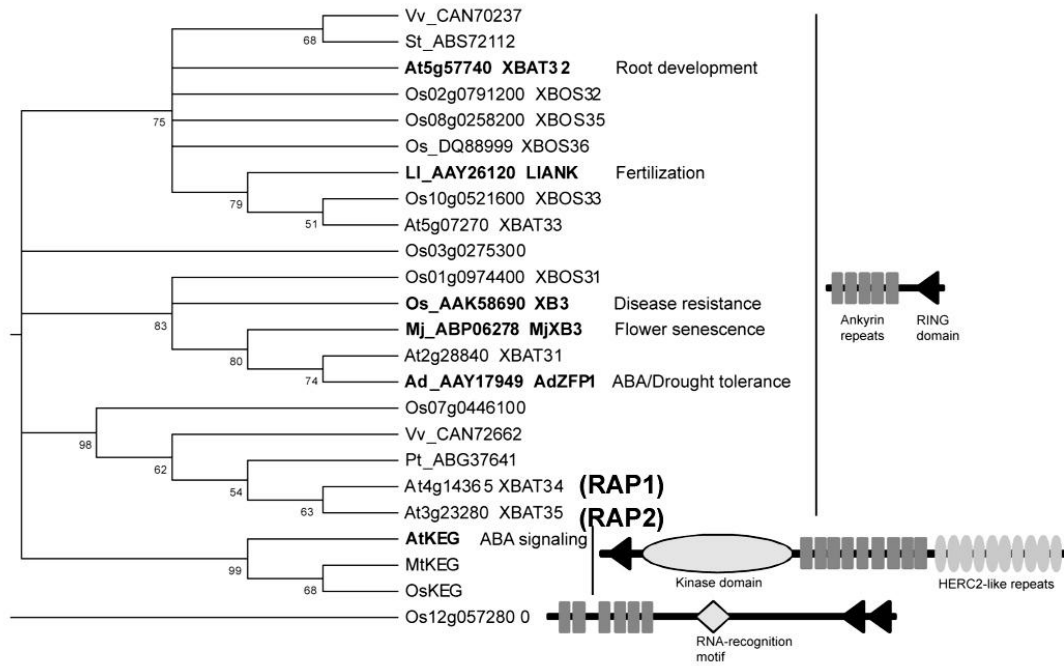 Vv_CAN70237
68
St_ABS72112
At5g57740 XBAT32 Root development
Os02g0791200 XBOS32
Os08g0258200 XBOS35
75
Os_DQ88999 XBOS36
Ll_AAY26120 LlANK Fertilization
79
Os10g0521600 XBOS33
51
At5g07270 XBAT33
Os03g0275300
Os01g0974400 XBOS31
Os_AAK58690 XB3 Disease resistance
83
Mj_ABP06278 MjXB3 Flower senescence
80
At2g28840 XBAT31
74
Ad_AAY17949 AdZFP1 ABA/Drought tolerance
Ankyrin repeats
RING domain
Os07g0446100
98
Vv_CAN72662
62
Pt_ABG37641
54
At4g14365 XBAT34 (RAP1)
63
At3g23280 XBAT35 (RAP2)
AtKEG ABA signaling
99
MtKEG
68
OsKEG
Kinase domain
HERC2-like repeats
Os12g057280 0
RNA-recognition
motif